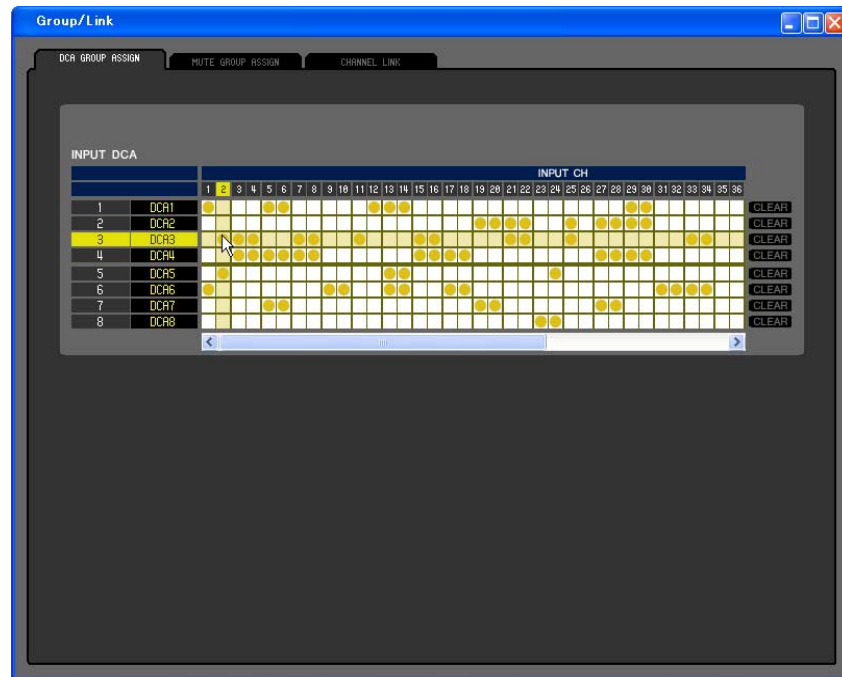 Group/Link
DCA GROUP ASSIGN MUTE GROUP ASSIGN CHANNEL LINK
INPUT DCA
INPUT CH
1 2 3 4 5 6 7 8 9 10 11 12 13 14 15 16 17 18 19 20 21 22 23 24 25 26 27 28 29 30 31 32 33 34 35 36
1 DCA1 CLEAR
2 DCA2 CLEAR
3 DCA3 CLEAR
4 DCA4 CLEAR
5 DCA5 CLEAR
6 DCA6 CLEAR
7 DCA7 CLEAR
8 DCA8 CLEAR